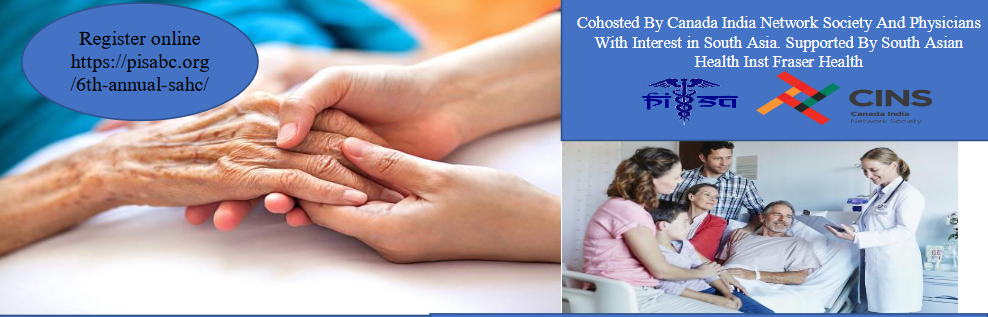 Register online
https://pisabc.org
/6th-annual-sahc/
Cohosted By Canada India Network Society And Physicians
With Interest in South Asia. Supported By South Asian
Health Inst Fraser Health
CINS
Canada India
Network Society